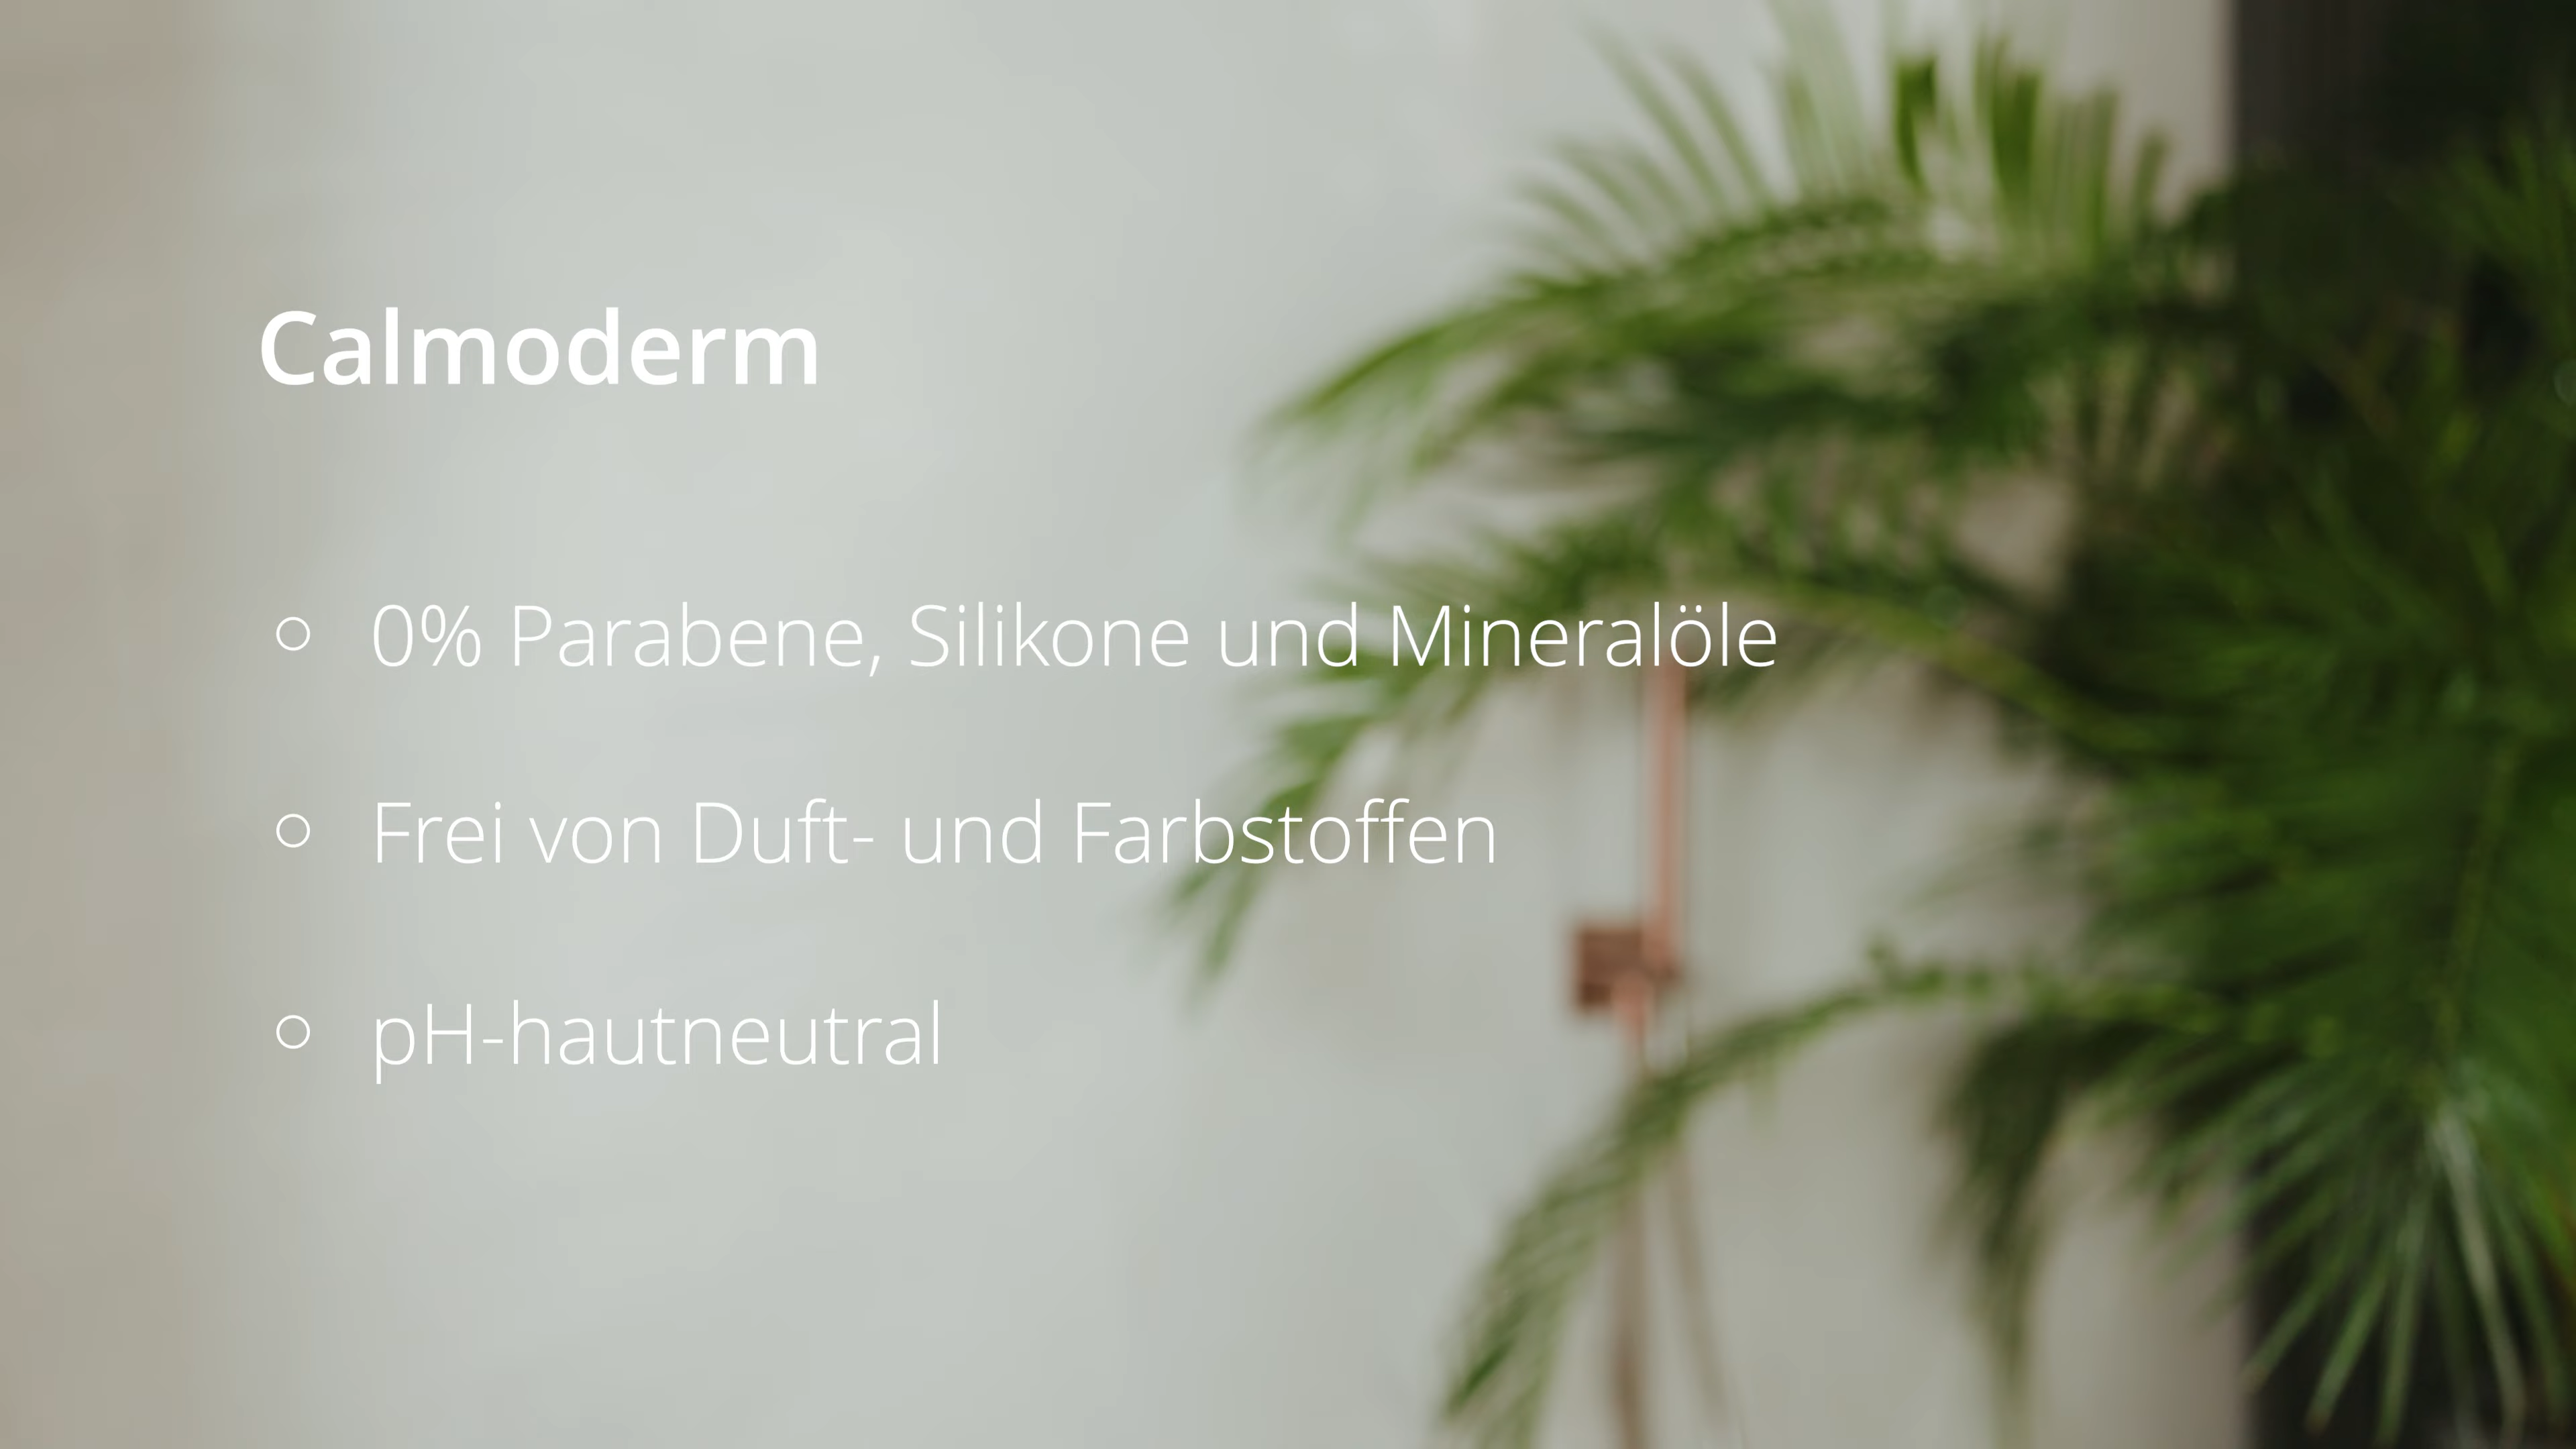 Calmoderm
0% Parabene, Silikone und Mineralöle
Frei von Duft- und Farbstoffen
pH-hautneutral